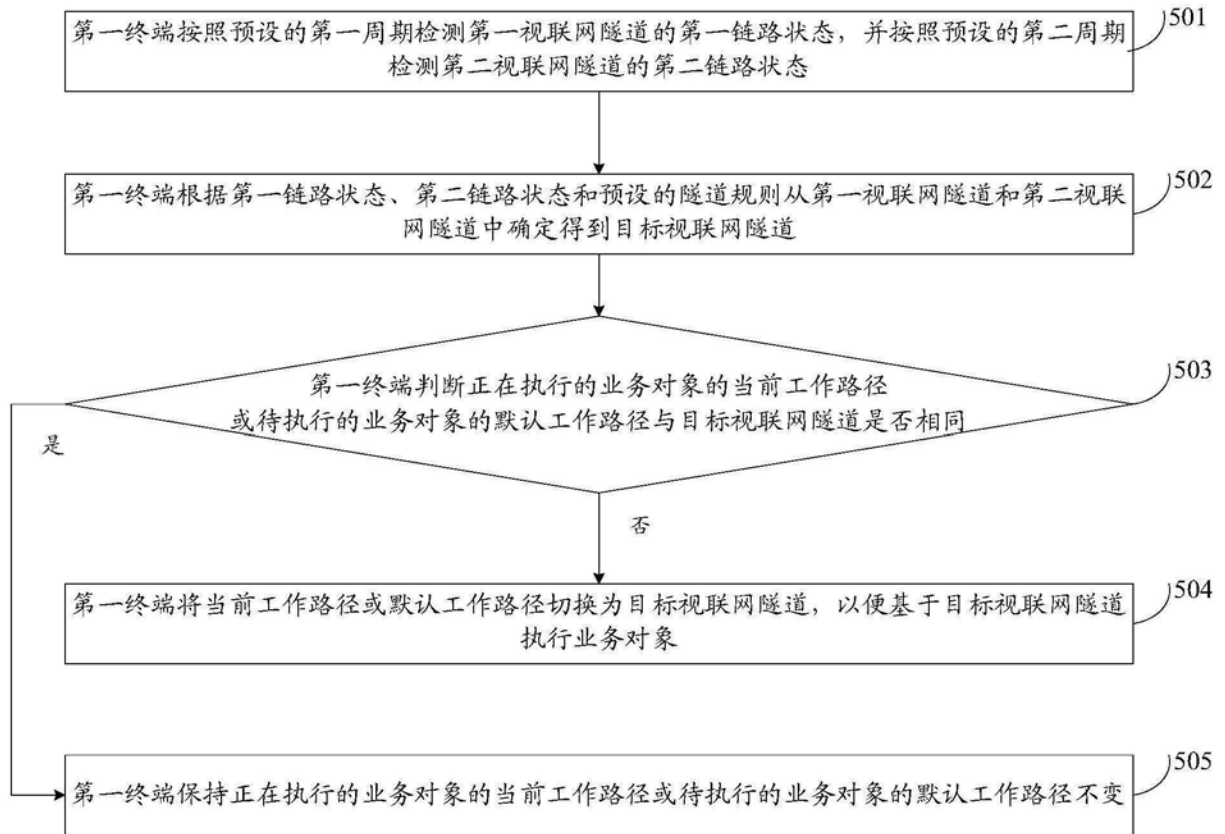 第一终端按照预设的第一周期检测第一视联网隧道的第一链路状态，并按照预设的第二周期
检测第二视联网隧道的第二链路状态
501
第一终端根据第一链路状态、第二链路状态和预设的隧道规则从第一视联网隧道和第二视联
网隧道中确定得到目标视联网隧道
502
第一终端判断正在执行的业务对象的当前工作路径
或待执行的业务对象的默认工作路径与目标视联网隧道是否相同
503
是
否
第一终端将当前工作路径或默认工作路径切换为目标视联网隧道，以便基于目标视联网隧道
执行业务对象
504
第一终端保持正在执行的业务对象的当前工作路径或待执行的业务对象的默认工作路径不变
505